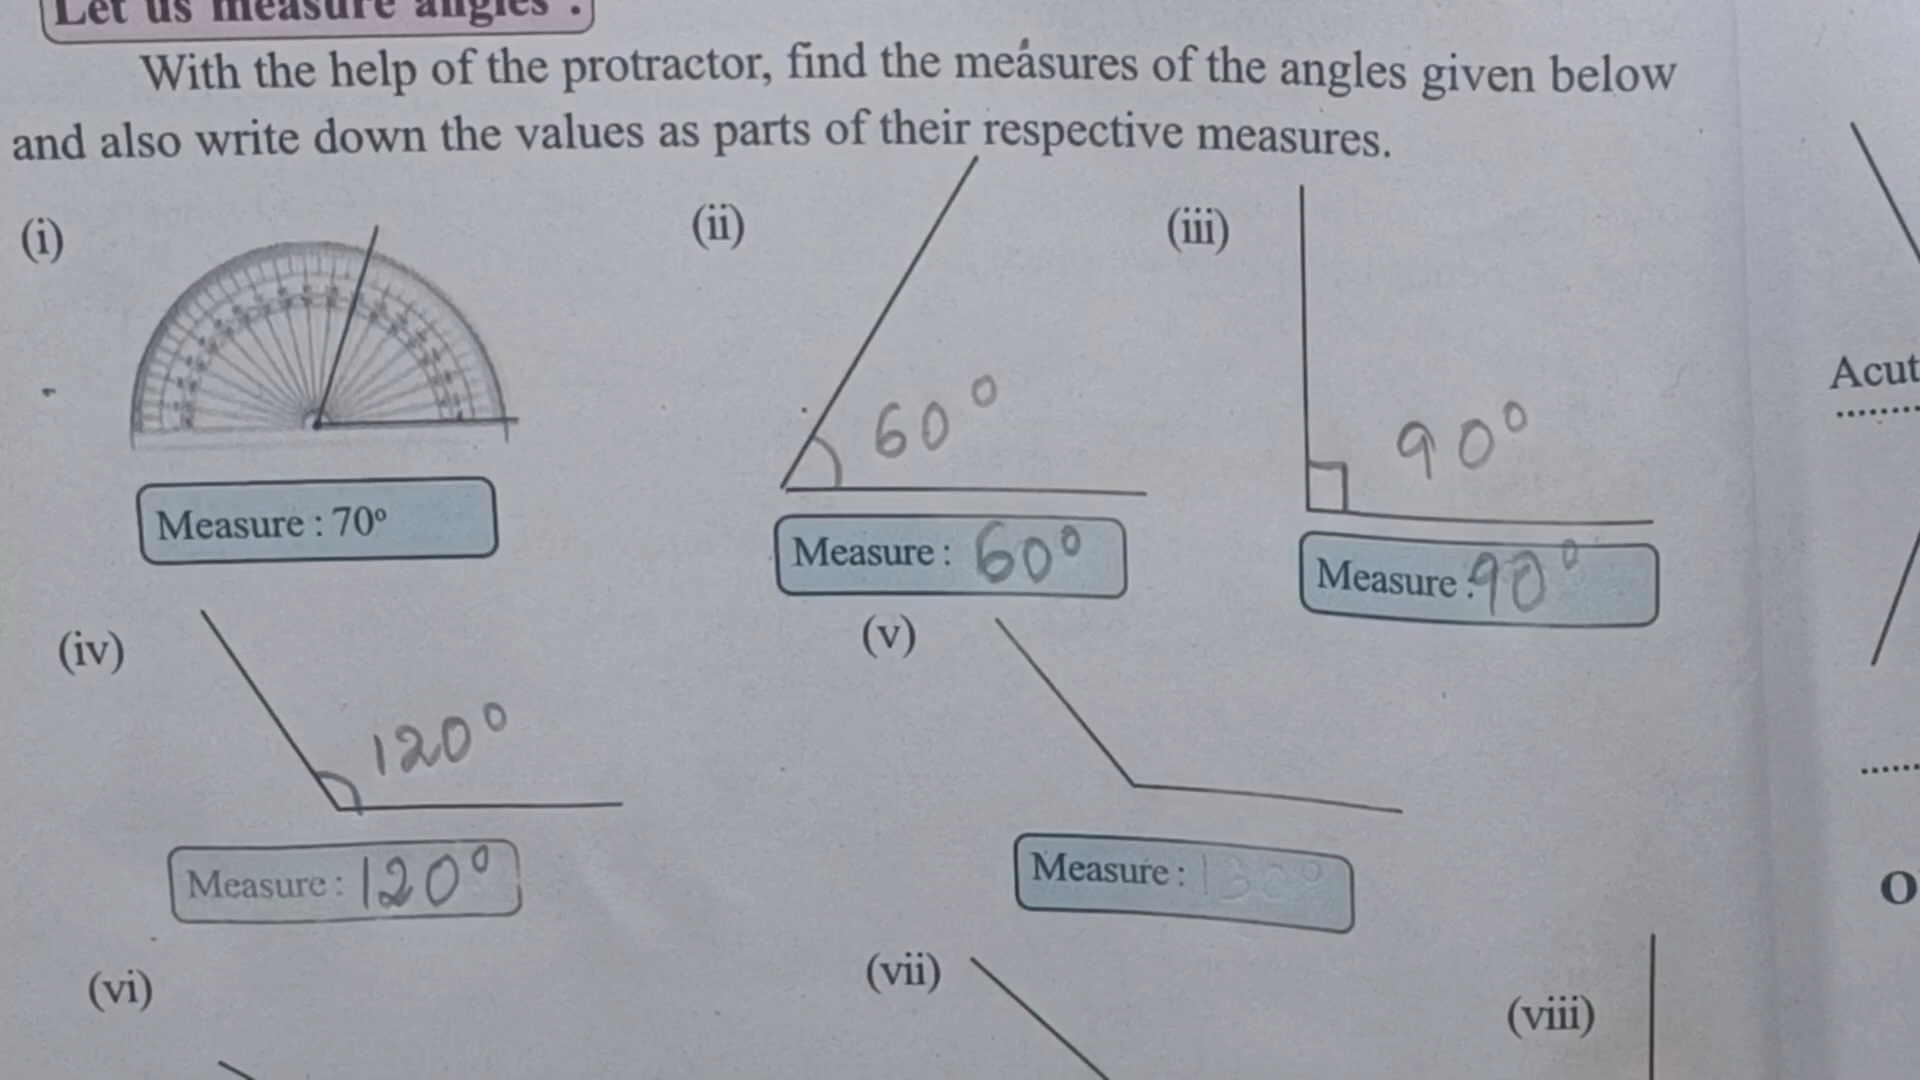 Let us measure angles :
With the help of the protractor, find the measures of the angles given below
and also write down the values as parts of their respective measures.
(i)
(ii)
(iii)
60°
90°
Measure : 70°
Measure : 60°
Measure : 90°
(iv)
(v)
120°
Measure : 120°
Measure : 130°
(vi)
(vii)
(viii)
Acut
O